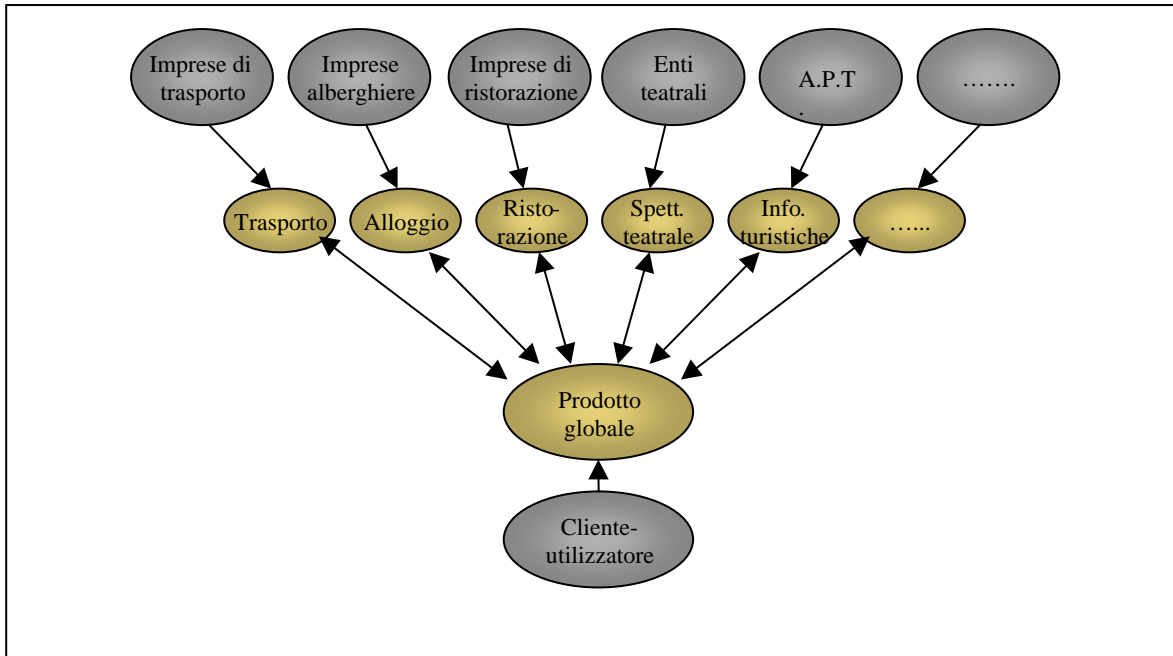 Imprese di
trasporto
Imprese
alberghiere
Imprese di
ristorazione
Enti
teatrali
A.P.T
.
…….
Trasporto
Alloggio
Risto-
razione
Spett.
teatrale
Info.
turistiche
…...
Prodotto
globale
Cliente-
utilizzatore